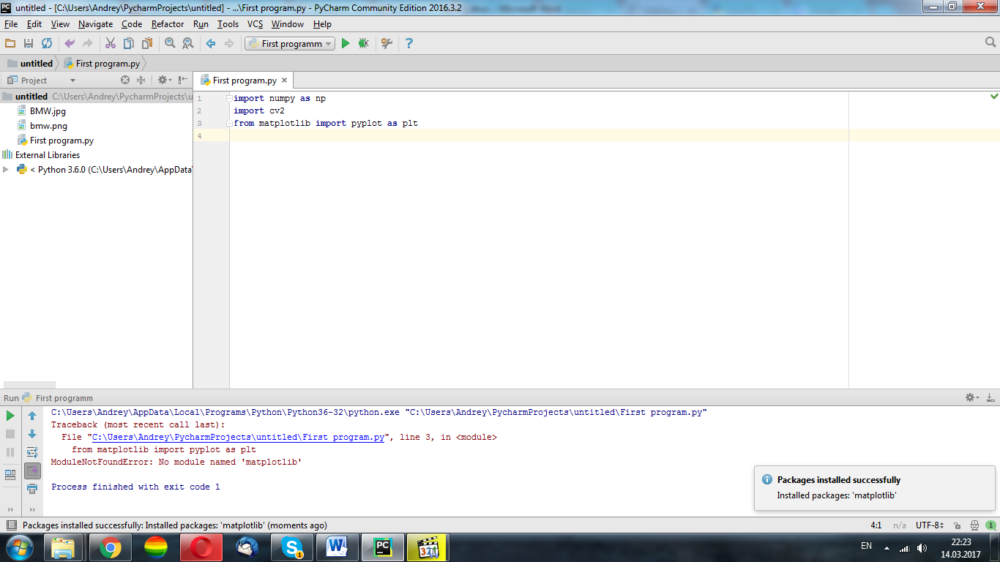 untitled - [C:\Users\Andrey\PycharmProjects\untitled] - ...\First program.py - PyCharm Community Edition 2016.3.2
File Edit View Navigate Code Refactor Run Tools VCS Window Help
First programm
untitled First program.py
Project
First program.py
untitled C:\Users\Andrey\PycharmProjects\u
BMW.jpg
bmw.png
First program.py
External Libraries
< Python 3.6.0 (C:\Users\Andrey\AppData\
1 import numpy as np
2 import cv2
3 from matplotlib import pyplot as plt
4
Run First programm
C:\Users\Andrey\AppData\Local\Programs\Python\Python36-32\python.exe "C:\Users\Andrey\PycharmProjects\untitled\First program.py"
Traceback (most recent call last):
File "C:\Users\Andrey\PycharmProjects\untitled\First program.py", line 3, in <module>
from matplotlib import pyplot as plt
ModuleNotFoundError: No module named 'matplotlib'
Process finished with exit code 1
Packages installed successfully
Installed packages: 'matplotlib'
Packages installed successfully: Installed packages: 'matplotlib' (moments ago)
4:1 n/a UTF-8 1
EN
22:23
14.03.2017